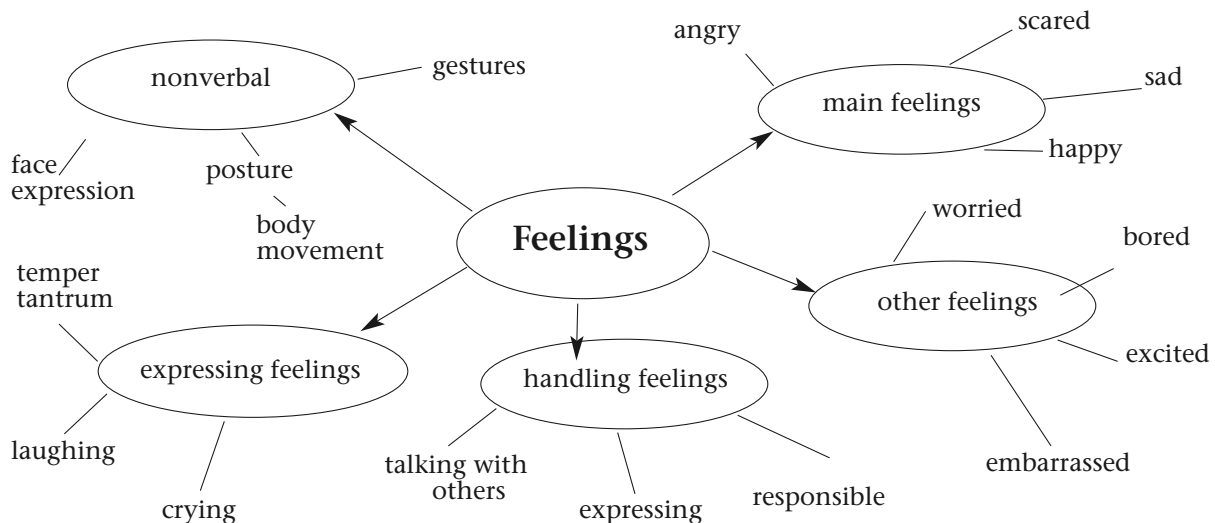 Feelings
nonverbal
gestures
face
expression
posture
body
movement
main feelings
angry
scared
sad
happy
other feelings
worried
bored
excited
embarrassed
handling feelings
talking with
others
expressing
responsible
expressing feelings
temper
tantrum
laughing
crying